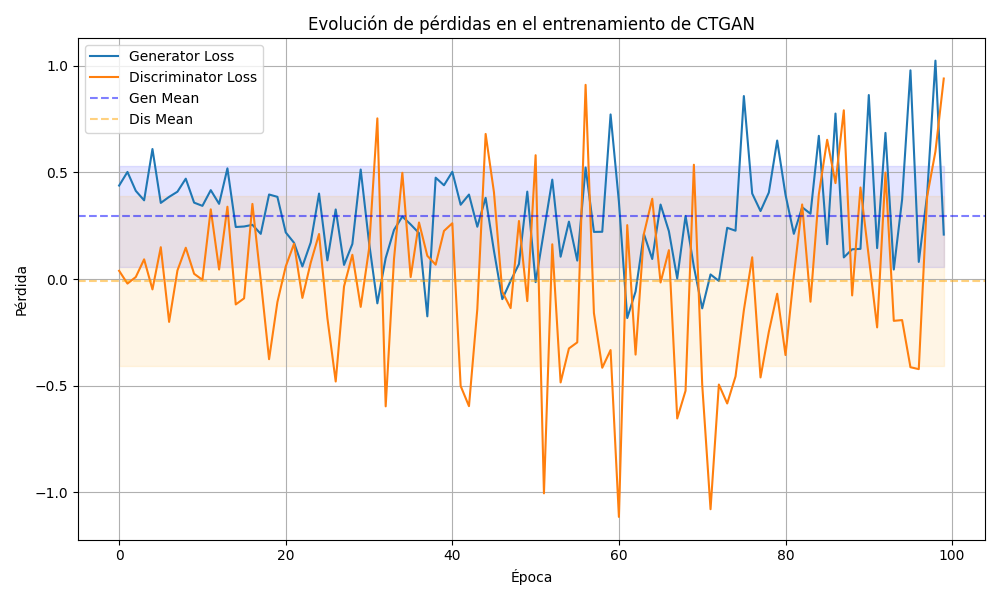 Evolución de pérdidas en el entrenamiento de CTGAN
Generator Loss
Discriminator Loss
Gen Mean
Dis Mean
1.0
0.5
0.0
−0.5
−1.0
Pérdida
0 20 40 60 80 100
Época